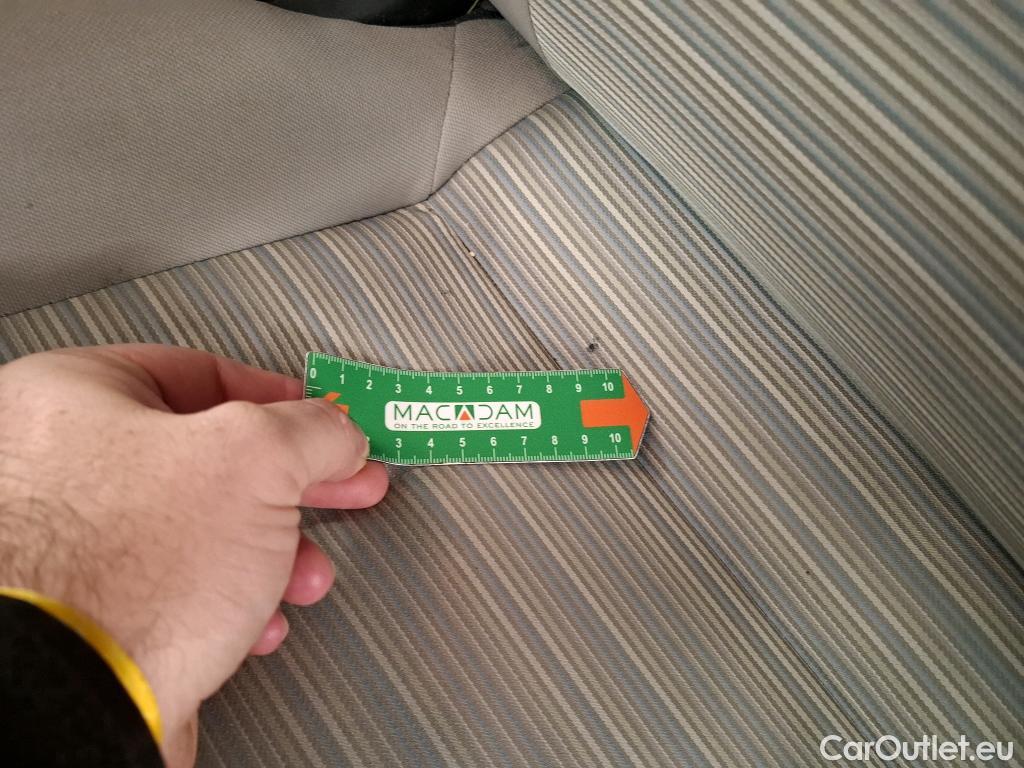 0 1 2 3 4 5 6 7 8 9 10
MACADAM
ON THE ROAD TO EXCELLENCE
3 4 5 6 7 8 9 10
CarOutlet.eu